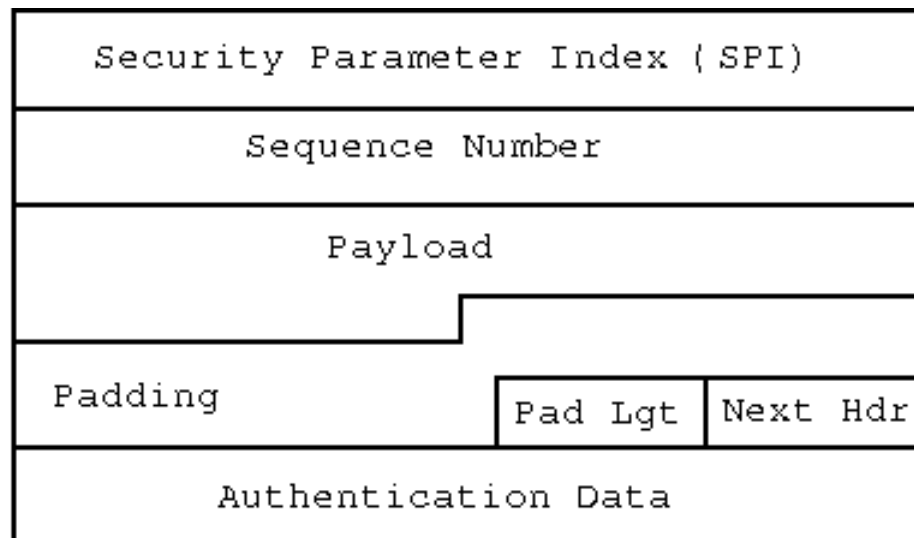 Security Parameter Index (SPI)
Sequence Number
Payload
Padding
Pad Lgt
Next Hdr
Authentication Data